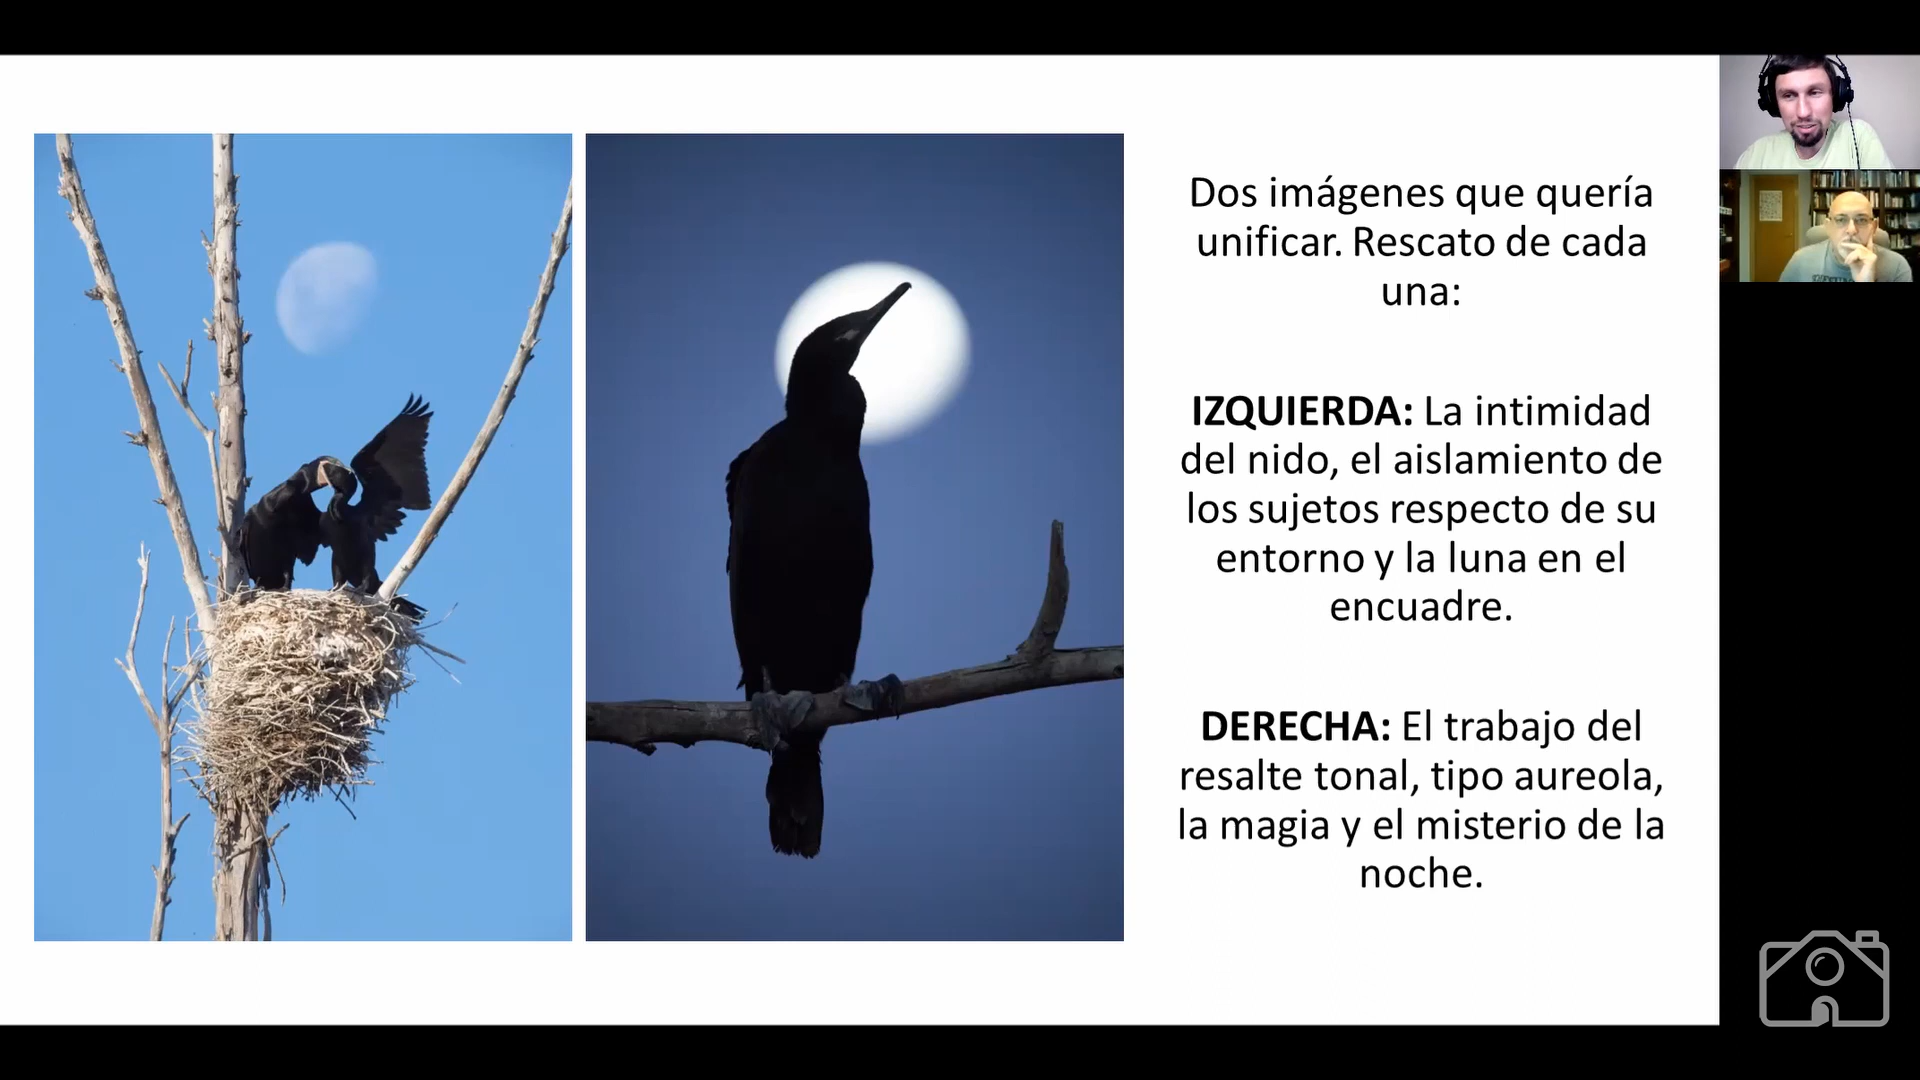 Dos imágenes que quería
unificar. Rescato de cada
una:
IZQUIERDA: La intimidad
del nido, el aislamiento de
los sujetos respecto de su
entorno y la luna en el
encuadre.
DERECHA: El trabajo del
resalte tonal, tipo aureola,
la magia y el misterio de la
noche.